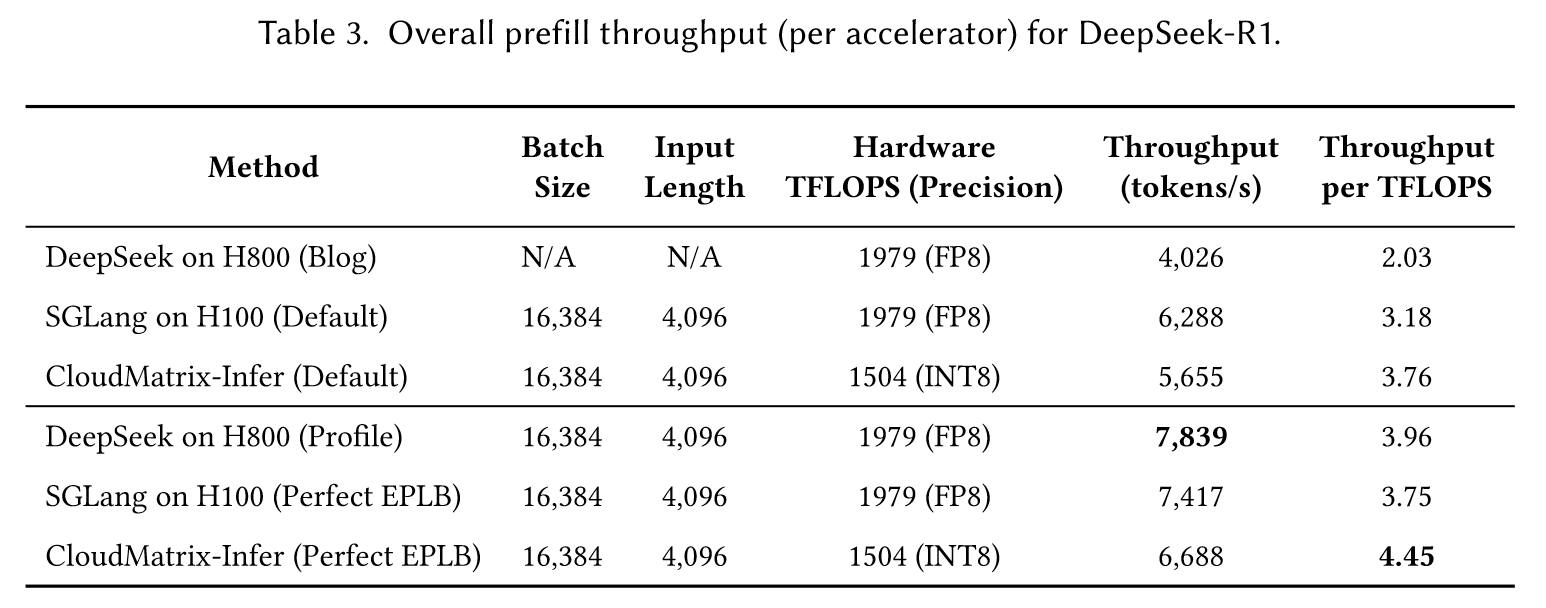 Table 3. Overall prefill throughput (per accelerator) for DeepSeek-R1.
Method Batch Size Input Length Hardware TFLOPS (Precision) Throughput (tokens/s) Throughput per TFLOPS
DeepSeek on H800 (Blog) N/A N/A 1979 (FP8) 4,026 2.03
SGLang on H100 (Default) 16,384 4,096 1979 (FP8) 6,288 3.18
CloudMatrix-Infer (Default) 16,384 4,096 1504 (INT8) 5,655 3.76
DeepSeek on H800 (Profile) 16,384 4,096 1979 (FP8) 7,839 3.96
SGLang on H100 (Perfect EPLB) 16,384 4,096 1979 (FP8) 7,417 3.75
CloudMatrix-Infer (Perfect EPLB) 16,384 4,096 1504 (INT8) 6,688 4.45